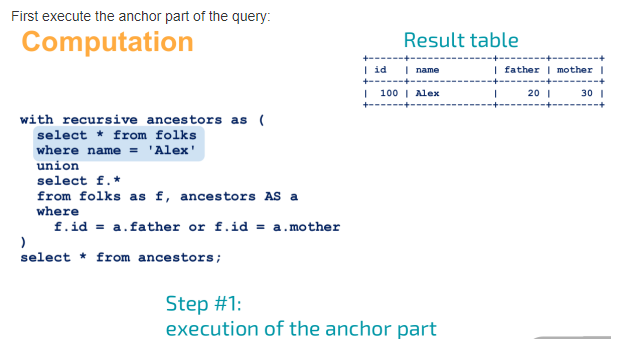 First execute the anchor part of the query:
Computation
Result table
+------+------------------+--------+--------+
| id | name | father | mother |
+------+------------------+--------+--------+
| 100 | Alex | 20 | 30 |
+------+------------------+--------+--------+
with recursive ancestors as (
select * from folks
where name = 'Alex'
union
select f.*
from folks as f, ancestors AS a
where
f.id = a.father or f.id = a.mother
)
select * from ancestors;
Step #1:
execution of the anchor part